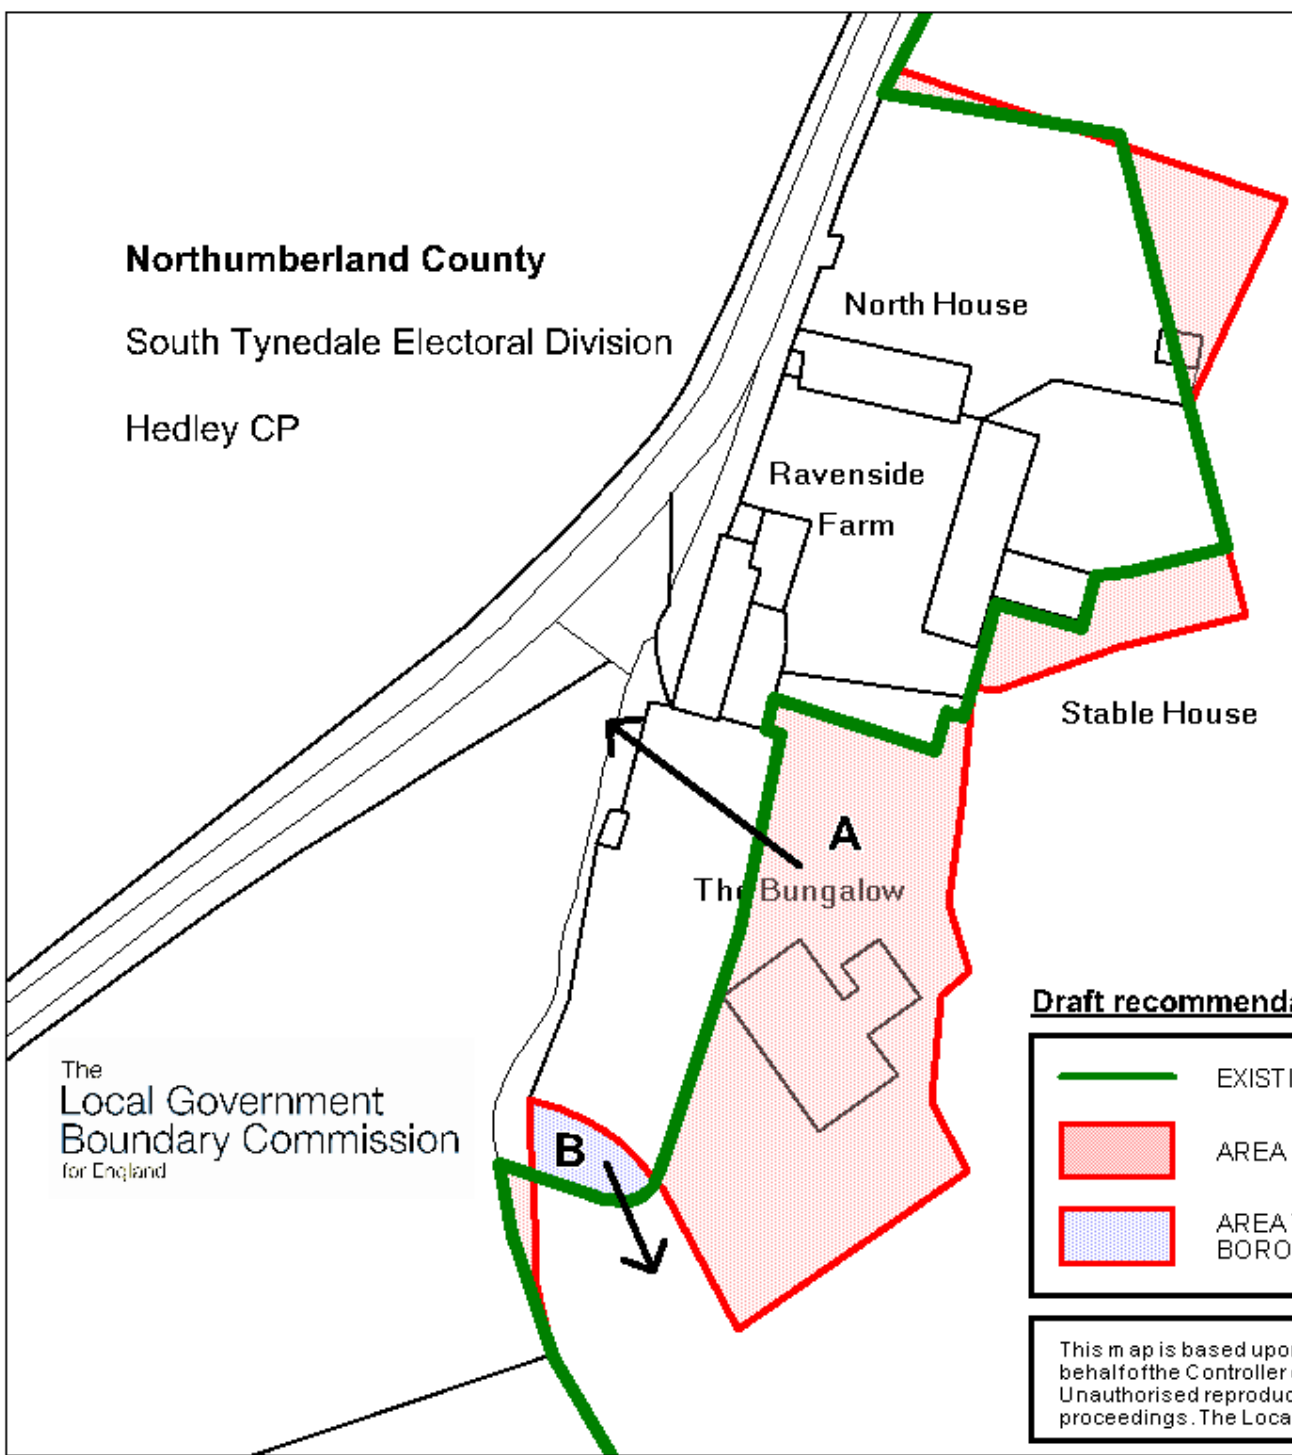 Northumberland County
South Tynedale Electoral Division
Hedley CP
North House
Ravenside
Farm
Stable House
A
The Bungalow
B
The
Local Government
Boundary Commission
for England
Draft recommenda
EXISTI
AREA
AREA
BORO
This map is based upon
behalf of the Controller
Unauthorised reproduc
proceedings. The Loca